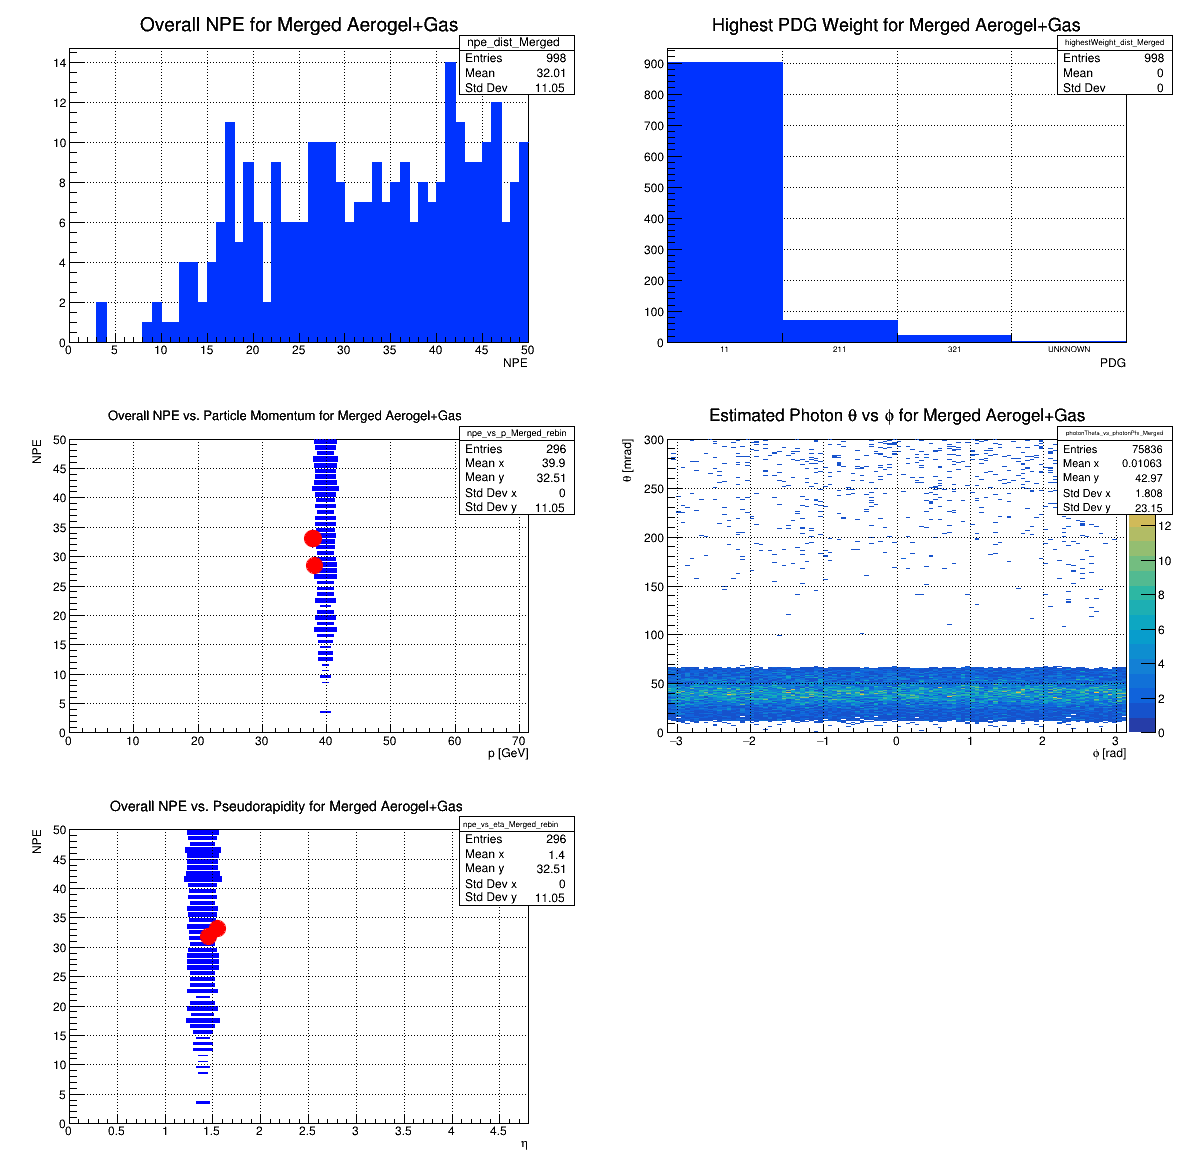 Overall NPE for Merged Aerogel+Gas
npe_dist_Merged
Entries 998
Mean 32.01
Std Dev 11.05
14
12
10
8
6
4
2
0
0 5 10 15 20 25 30 35 40 45 50
NPE
Highest PDG Weight for Merged Aerogel+Gas
highestWeight_dist_Merged
Entries 998
Mean 0
Std Dev 0
900
800
700
600
500
400
300
200
100
0
11 211 321 UNKNOWN
PDG
Overall NPE vs. Particle Momentum for Merged Aerogel+Gas
NPE
npe_vs_p_Merged_rebin
Entries 296
Mean x 39.9
Mean y 32.51
Std Dev x 0
Std Dev y 11.05
50
45
40
35
30
25
20
15
10
5
0
0 10 20 30 40 50 60 70
p [GeV]
Estimated Photon θ vs ϕ for Merged Aerogel+Gas
θ [mrad]
photonTheta_vs_photonPhi_Merged
Entries 75836
Mean x 0.01063
Mean y 42.97
Std Dev x 1.808
Std Dev y 23.15
300
250
200
150
100
50
0
12
10
8
6
4
2
0
−3 −2 −1 0 1 2 3
ϕ [rad]
Overall NPE vs. Pseudorapidity for Merged Aerogel+Gas
NPE
npe_vs_eta_Merged_rebin
Entries 296
Mean x 1.4
Mean y 32.51
Std Dev x 0
Std Dev y 11.05
50
45
40
35
30
25
20
15
10
5
0
0 0.5 1 1.5 2 2.5 3 3.5 4 4.5
η